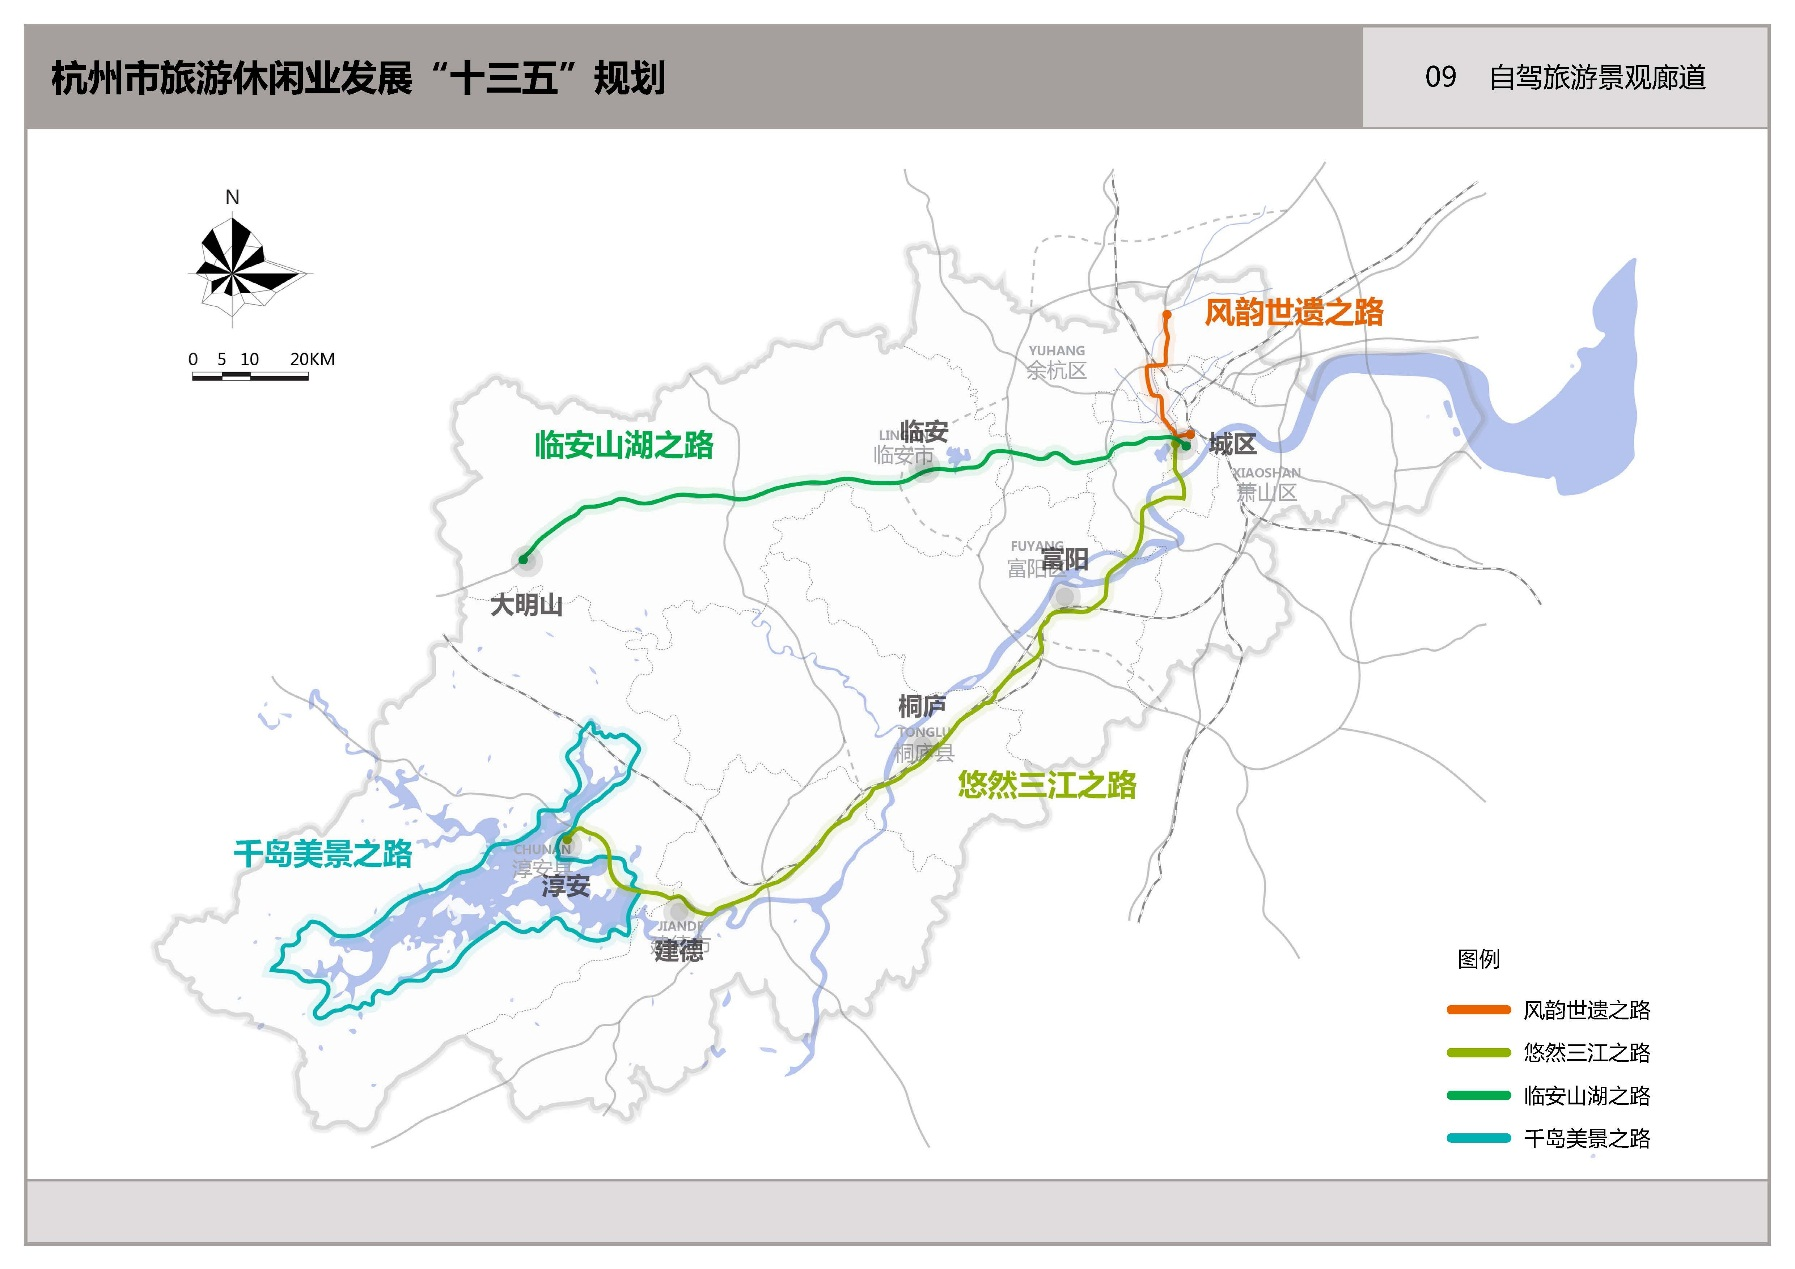 杭州市旅游休闲业发展“十三五”规划
09 自驾旅游景观廊道
N
0 5 10 20KM
风韵世遗之路
YUHANG
余杭区
临安
临安市
临安山湖之路
城区
XIAOSHAN
萧山区
FUYANG
富阳
富阳区
大明山
桐庐
TONGLU
桐庐县
悠然三江之路
千岛美景之路
CHUNAN
淳安县
淳安
JIANDE
建德
图例
风韵世遗之路
悠然三江之路
临安山湖之路
千岛美景之路